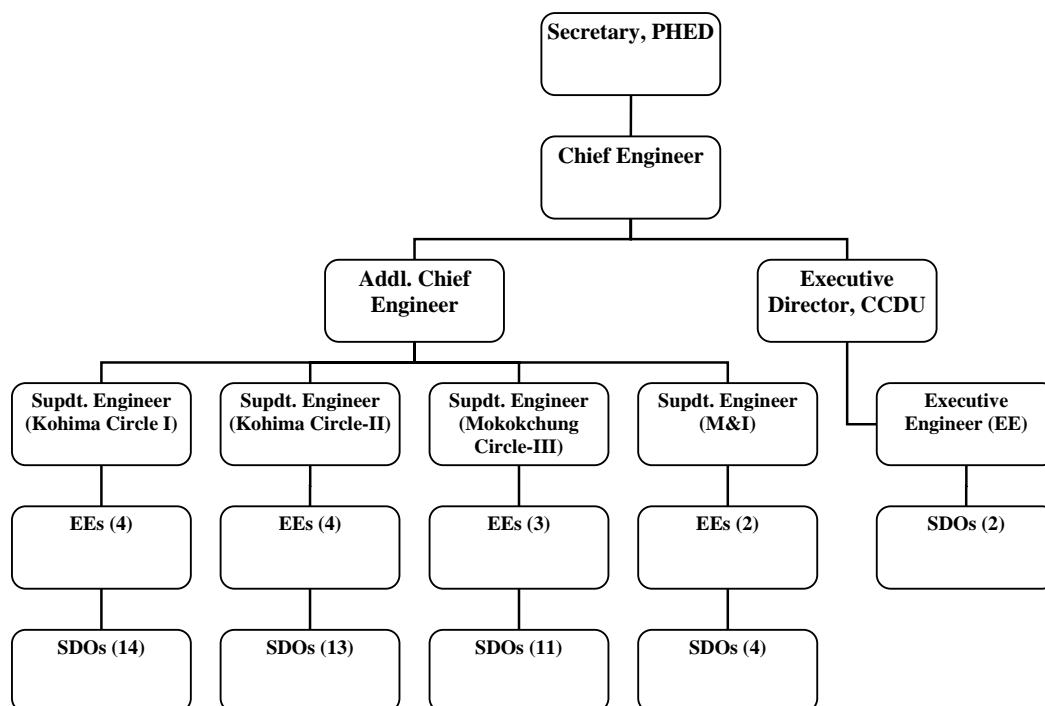 Secretary, PHED
Chief Engineer
Addl. Chief
Engineer
Executive
Director, CCDU
Supdt. Engineer
(Kohima Circle I)
Supdt. Engineer
(Kohima Circle-II)
Supdt. Engineer
(Mokokchung
Circle-III)
Supdt. Engineer
(M&I)
Executive
Engineer (EE)
EEs (4)
EEs (4)
EEs (3)
EEs (2)
SDOs (2)
SDOs (14)
SDOs (13)
SDOs (11)
SDOs (4)